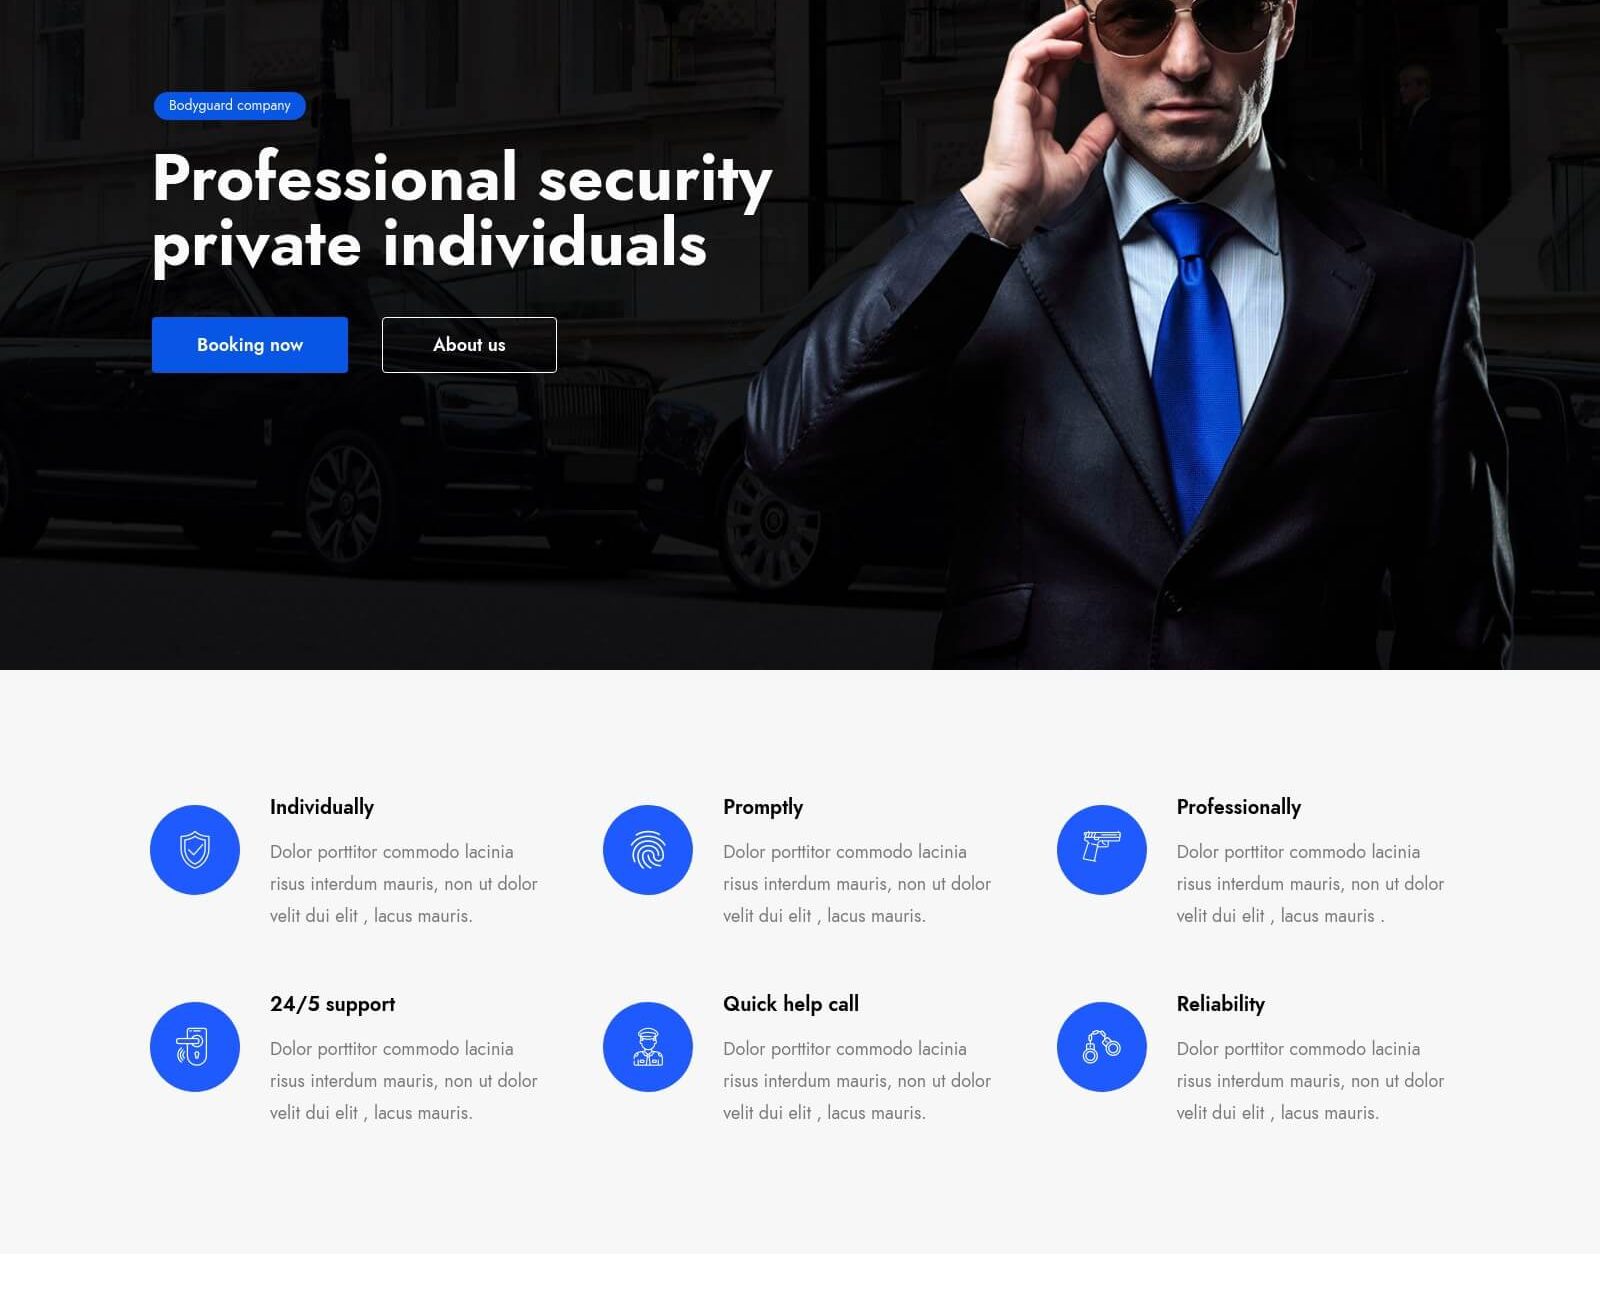 Bodyguard company
Professional security
private individuals
Booking now
About us
Individually
Dolor porttitor commodo lacinia
risus interdum mauris, non ut dolor
velit dui elit , lacus mauris.
Promptly
Dolor porttitor commodo lacinia
risus interdum mauris, non ut dolor
velit dui elit , lacus mauris.
Professionally
Dolor porttitor commodo lacinia
risus interdum mauris, non ut dolor
velit dui elit , lacus mauris .
24/5 support
Dolor porttitor commodo lacinia
risus interdum mauris, non ut dolor
velit dui elit , lacus mauris.
Quick help call
Dolor porttitor commodo lacinia
risus interdum mauris, non ut dolor
velit dui elit , lacus mauris.
Reliability
Dolor porttitor commodo lacinia
risus interdum mauris, non ut dolor
velit dui elit , lacus mauris.